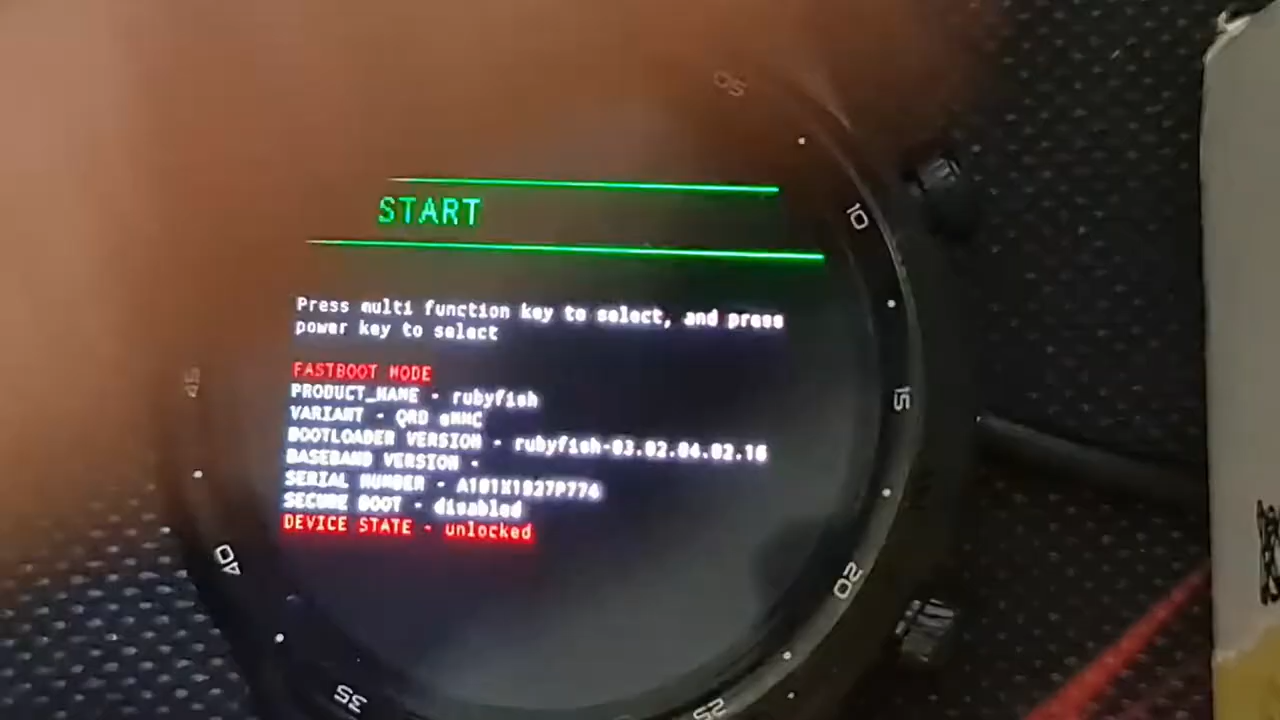 START
Press multi function key to select, and press
power key to select
FASTBOOT MODE
PRODUCT_NAME - rubyfish
VARIANT - QRD eMMC
BOOTLOADER VERSION - rubyfish-03.02.04.02.16
BASEBAND VERSION -
SERIAL NUMBER - A101X1027P774
SECURE BOOT - disabled
DEVICE STATE - unlocked
05
10
15
20
25
35
40
45